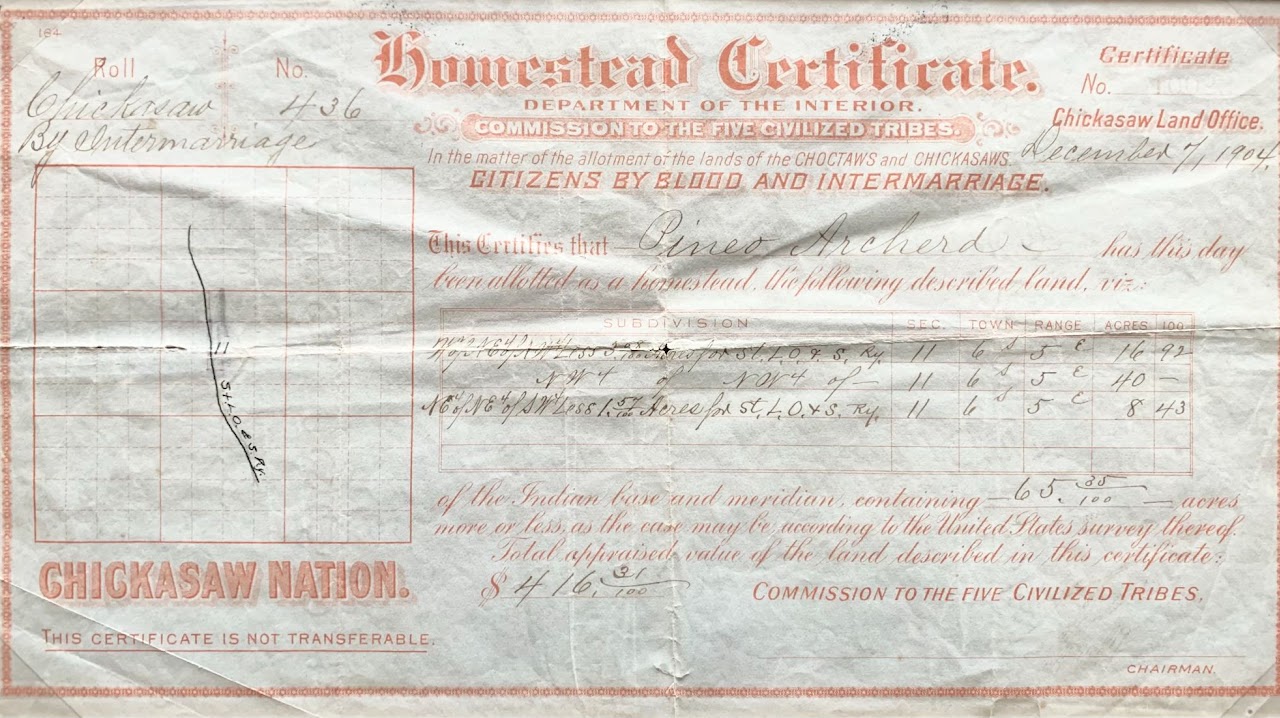 184
Roll No.
Chickasaw 436
By Intermarriage
Homestead Certificate.
DEPARTMENT OF THE INTERIOR.
COMMISSION TO THE FIVE CIVILIZED TRIBES.
In the matter of the allotment of the lands of the CHOCTAWS and CHICKASAWS.
CITIZENS BY BLOOD AND INTERMARRIAGE.
Certificate
No.
Chickasaw Land Office.
December 7, 1904.
11
St. L. O. & S. Ry.
CHICKASAW NATION.
THIS CERTIFICATE IS NOT TRANSFERABLE.
This Certifies that Pineo Archerd has this day
been allotted as a homestead, the following described land, viz:
SUBDIVISION SEC. TOWN RANGE ACRES 100
Less for St. L. O. & S. Ry. 11 6 S 5 E 16 92
NW4 of NW4 of 11 6 S 5 E 40 —
NE4 of NE4 of SW4 Less 1.57/100 Acres for St. L. O. & S. Ry. 11 6 5 E 8 43
of the Indian base and meridian, containing 65. 35/100 acres
more or less, as the case may be, according to the United States survey thereof.
Total appraised value of the land described in this certificate:
$ 416. 31/100
COMMISSION TO THE FIVE CIVILIZED TRIBES,
CHAIRMAN.